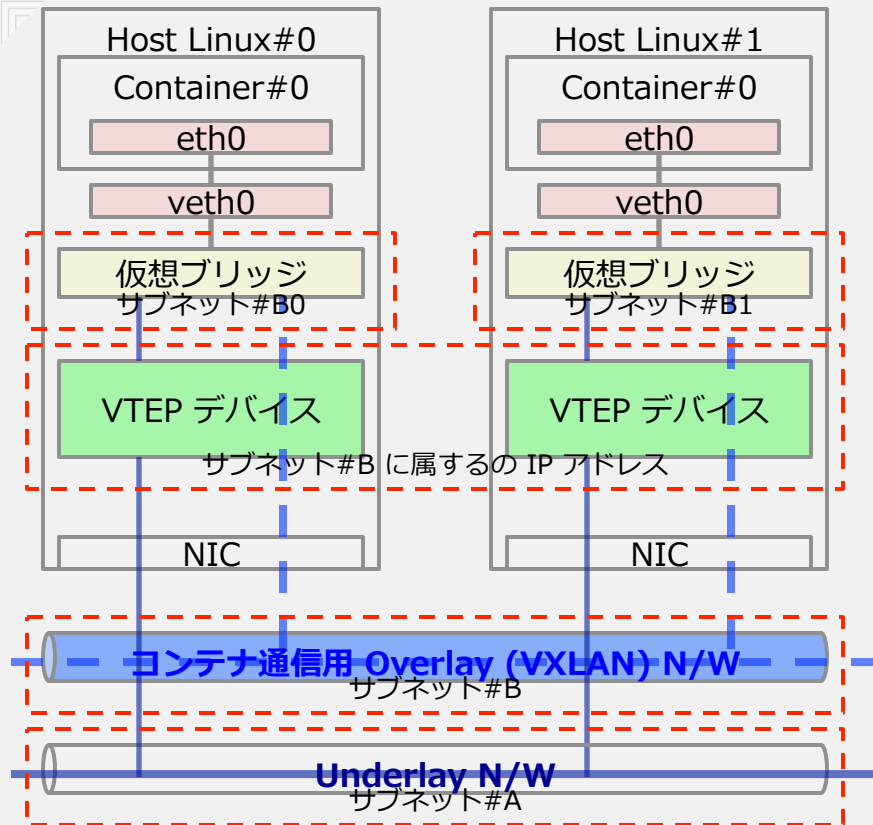 Host Linux#0
Host Linux#1
Container#0
Container#0
eth0
eth0
veth0
veth0
仮想ブリッジ
仮想ブリッジ
サブネット#B0
サブネット#B1
VTEP デバイス
VTEP デバイス
サブネット#B に属するの IP アドレス
NIC
NIC
コンテナ通信用 Overlay (VXLAN) N/W
サブネット#B
Underlay N/W
サブネット#A